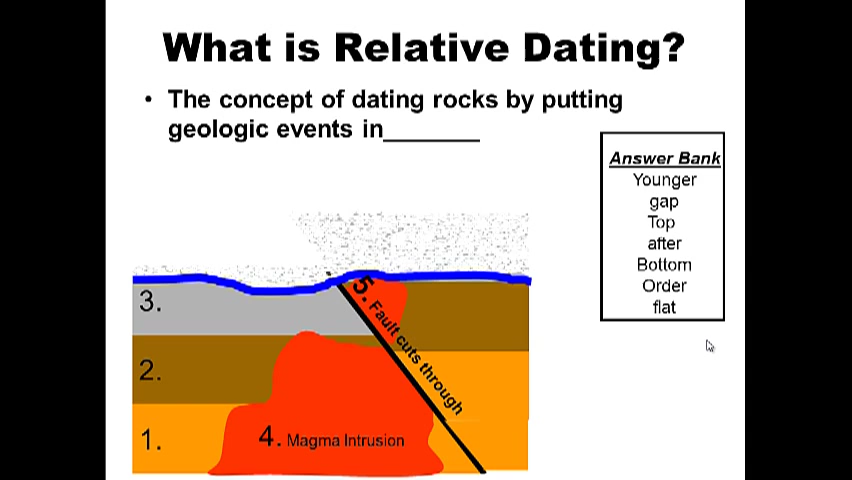 What is Relative Dating?
• The concept of dating rocks by putting
geologic events in_______
Answer Bank
Younger
gap
Top
after
Bottom
Order
flat
3.
2.
1.
4. Magma Intrusion
5. Fault cuts through